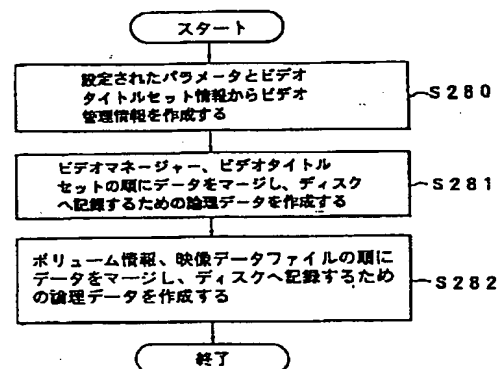 スタート
設定されたパラメータとビデオ
タイトルセット情報からビデオ
管理情報を作成する
S280
ビデオマネージャー、ビデオタイトル
セットの順にデータをマージし、ディスク
へ記録するための論理データを作成する
S281
ボリューム情報、映像データファイルの順に
データをマージし、ディスクへ記録するため
の論理データを作成する
S282
終了